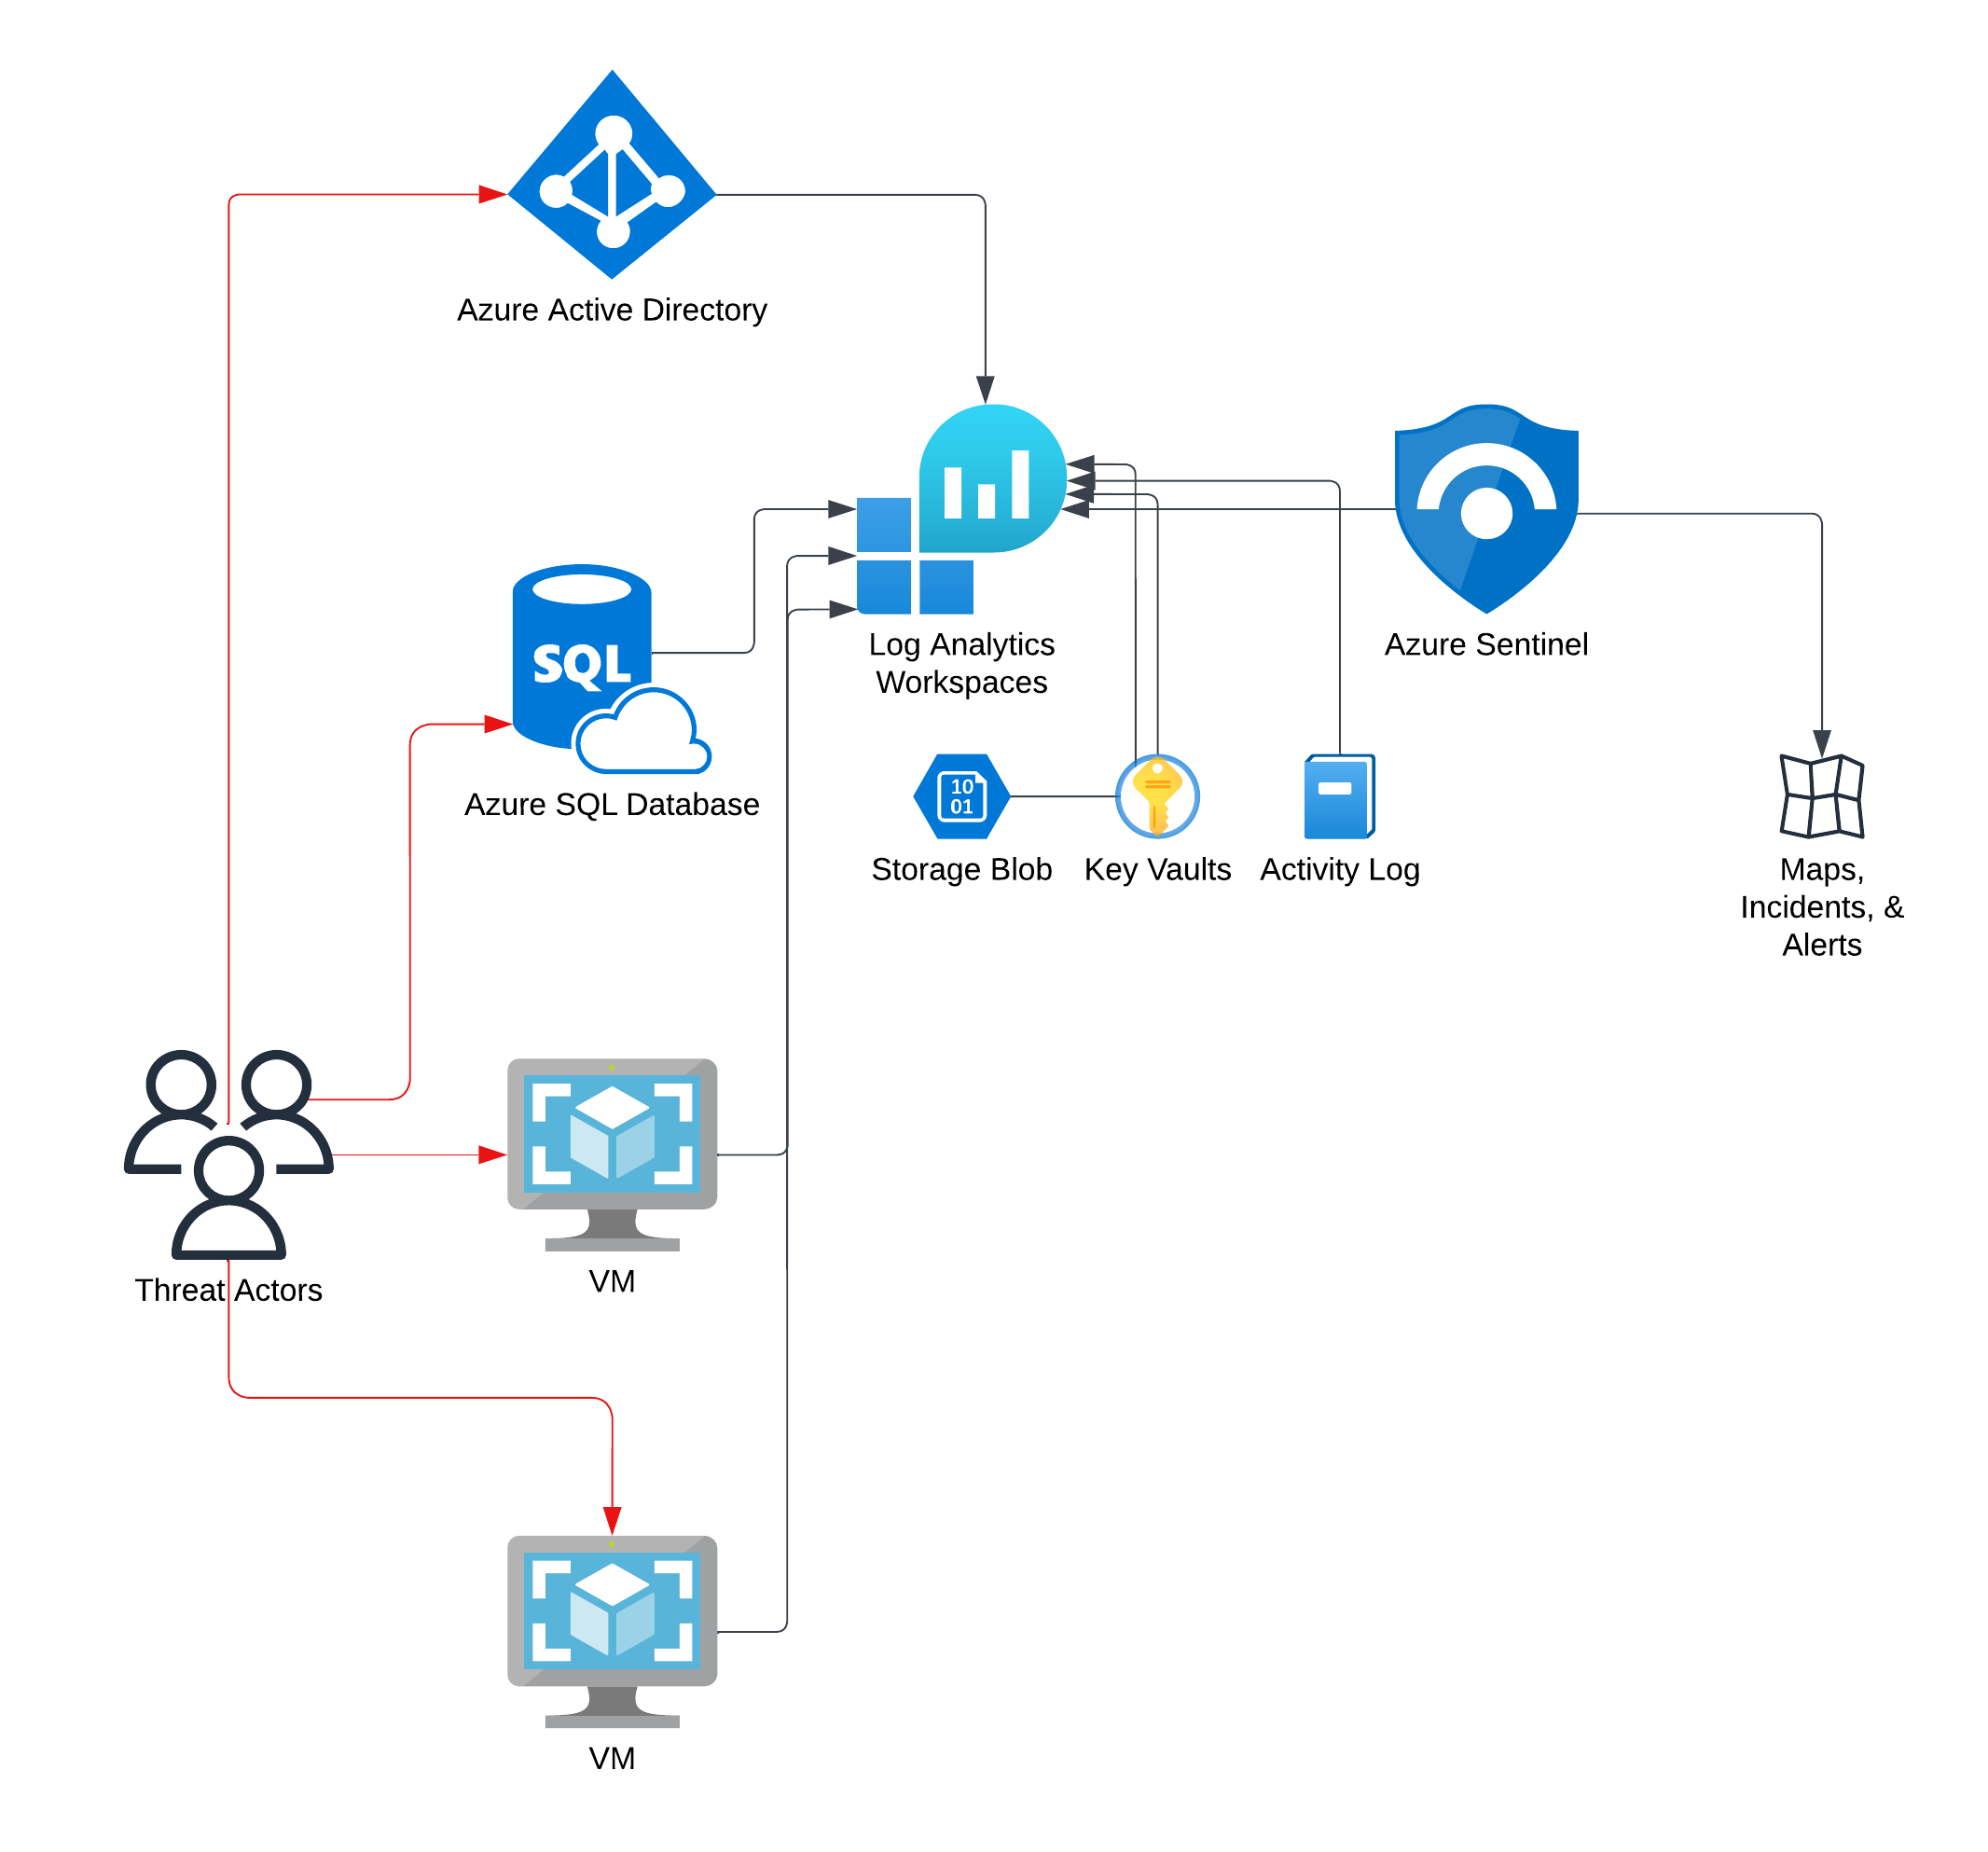 Azure Active Directory
Log Analytics
Workspaces
Azure Sentinel
SQL
Azure SQL Database
10
01
Storage Blob
Key Vaults
Activity Log
Maps,
Incidents, &
Alerts
Threat Actors
VM
VM